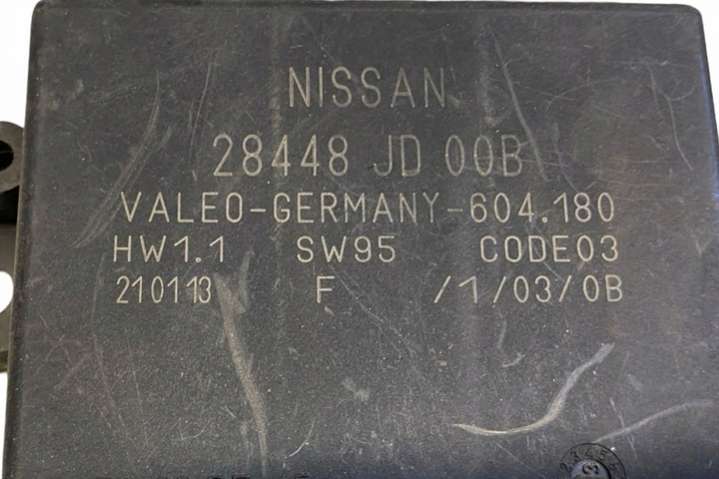 NISSAN
28448 JD 00B
VALEO-GERMANY-604.180
HW1.1 SW95 CODE03
210113 F /1/03/0B